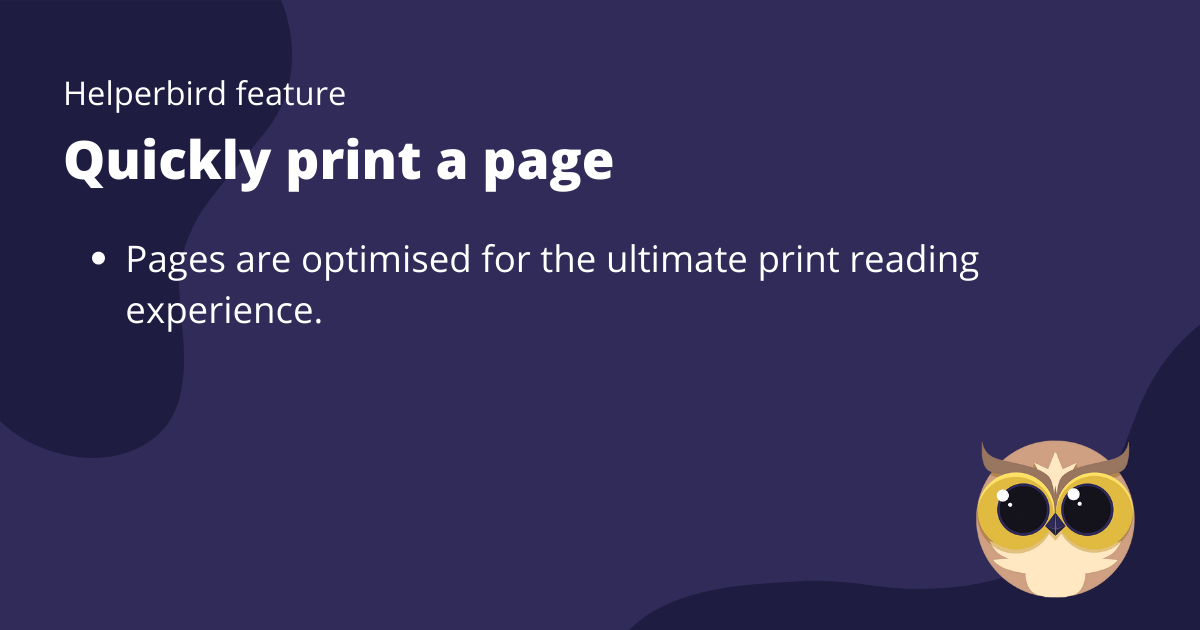 Helperbird feature
Quickly print a page
• Pages are optimised for the ultimate print reading
experience.